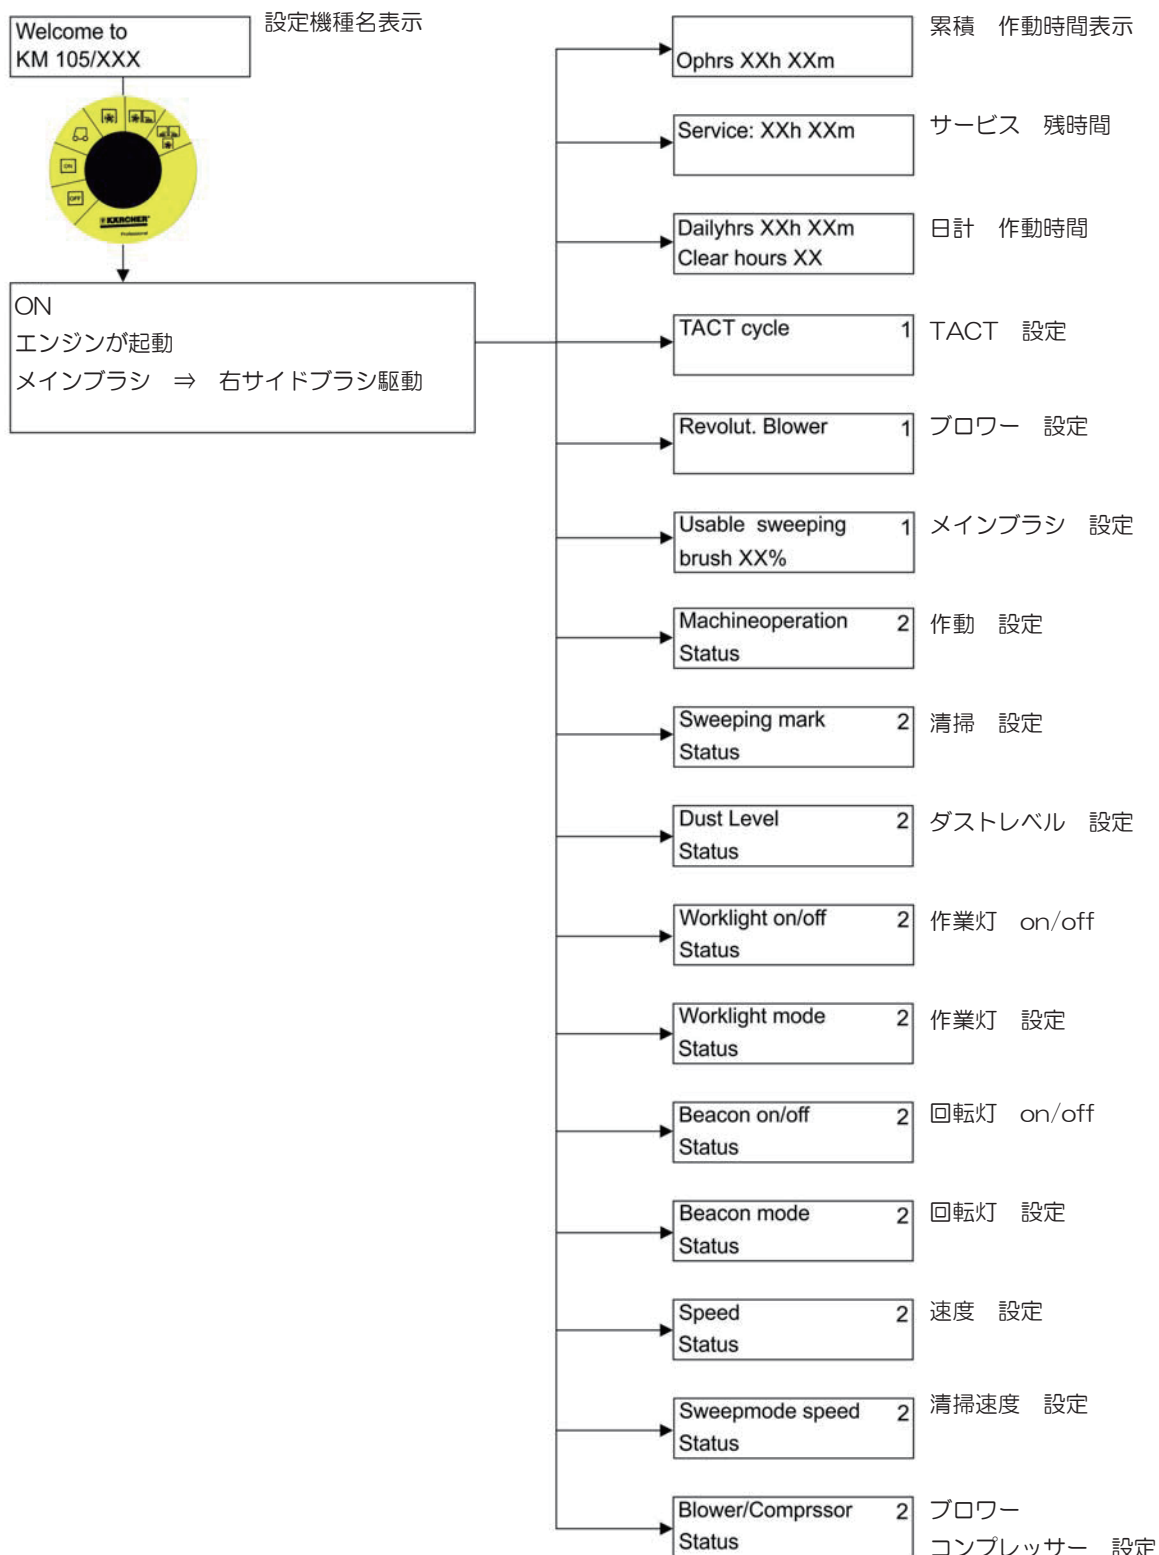 Welcome to
KM 105/XXX
設定機種名表示
ON
OFF
KÄRCHER
Professional
ON
エンジンが起動
メインブラシ ⇒ 右サイドブラシ駆動
Ophrs XXh XXm
累積 作動時間表示
Service: XXh XXm
サービス 残時間
Dailyhrs XXh XXm
Clear hours XX
日計 作動時間
TACT cycle 1
TACT 設定
Revolut. Blower 1
ブロワー 設定
Usable sweeping 1
brush XX%
メインブラシ 設定
Machineoperation 2
Status
作動 設定
Sweeping mark 2
Status
清掃 設定
Dust Level 2
Status
ダストレベル 設定
Worklight on/off 2
Status
作業灯 on/off
Worklight mode 2
Status
作業灯 設定
Beacon on/off 2
Status
回転灯 on/off
Beacon mode 2
Status
回転灯 設定
Speed 2
Status
速度 設定
Sweepmode speed 2
Status
清掃速度 設定
Blower/Comprssor 2
Status
ブロワー
コンプレッサー 設定